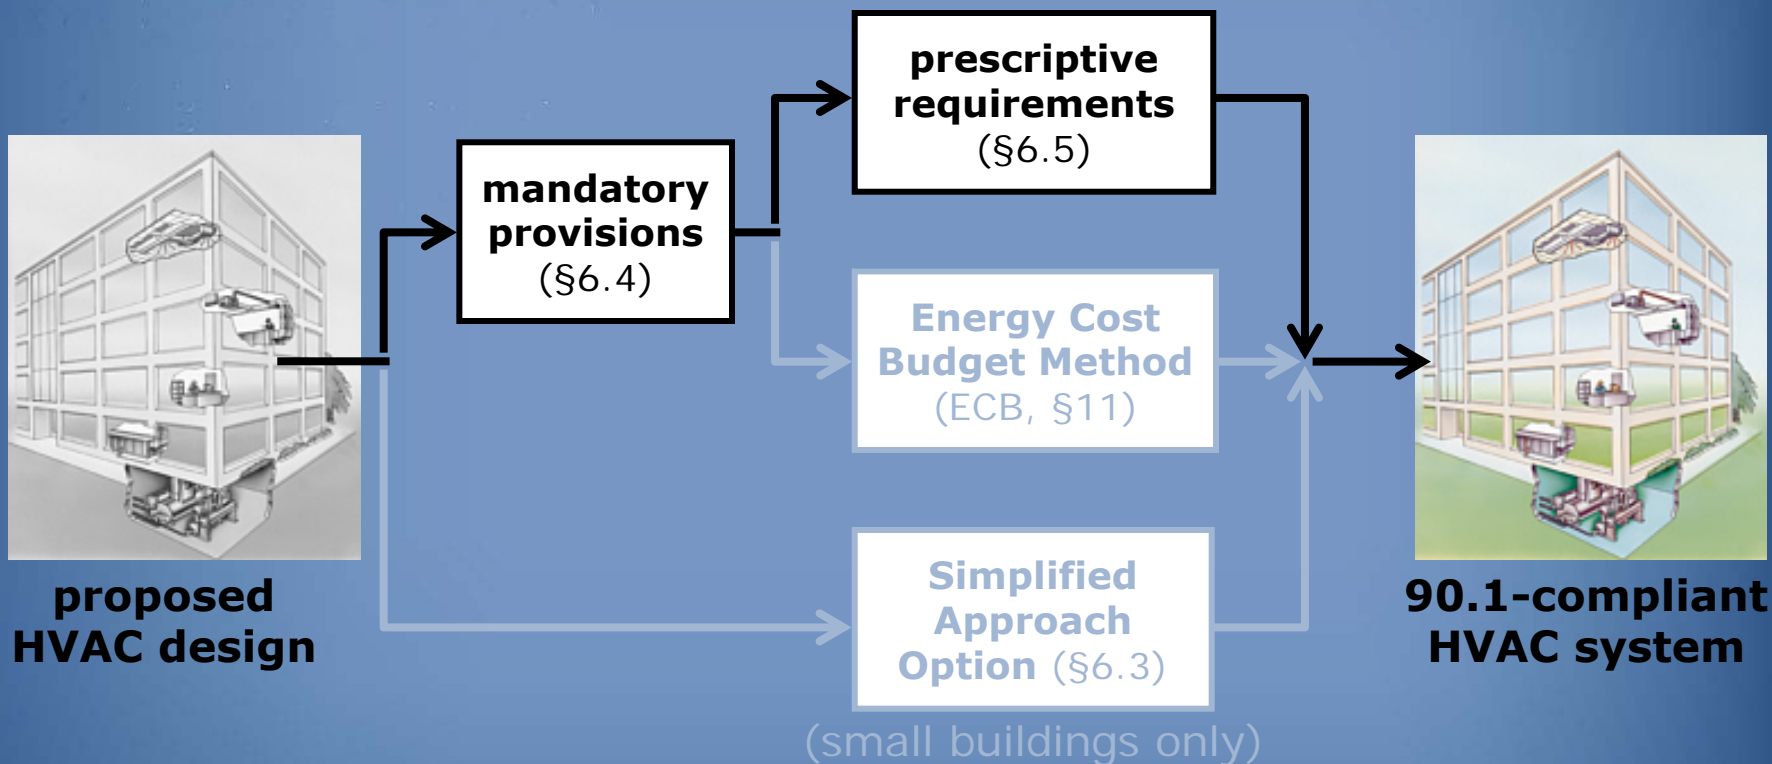 prescriptive
requirements
(§6.5)
mandatory
provisions
(§6.4)
Energy Cost
Budget Method
(ECB, §11)
Simplified
Approach
Option (§6.3)
(small buildings only)
proposed
HVAC design
90.1-compliant
HVAC system